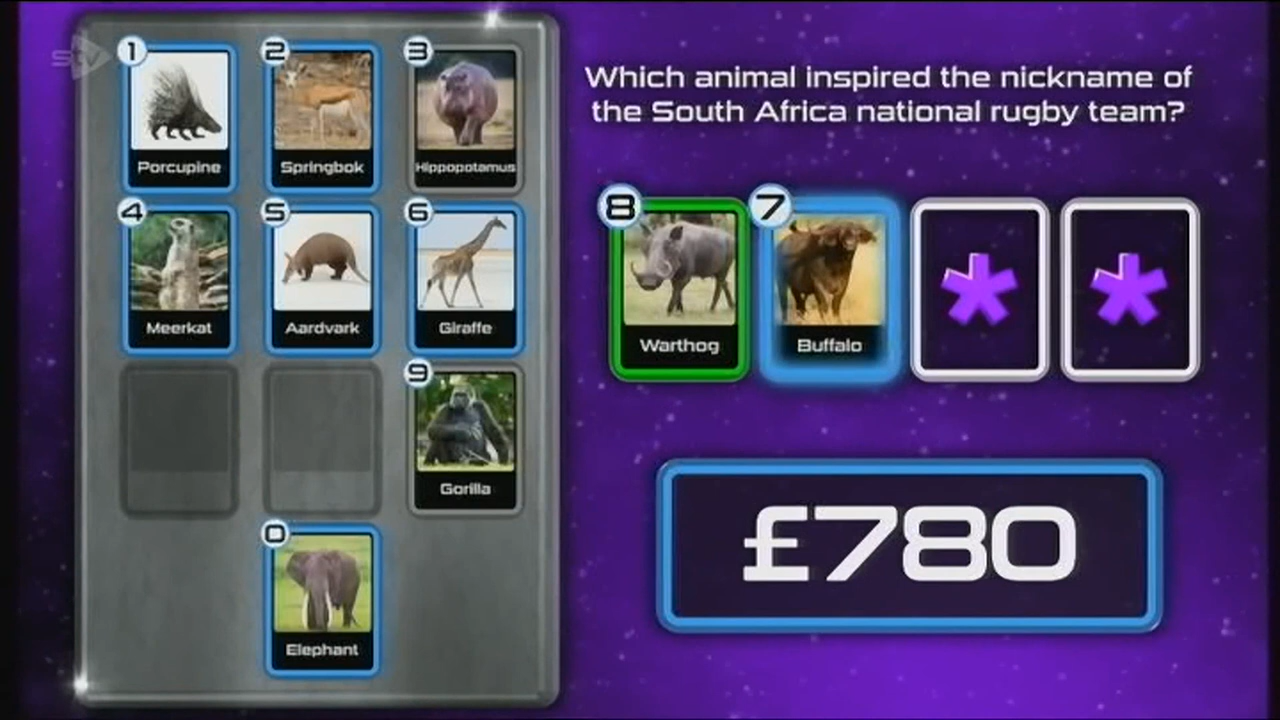 stv
Which animal inspired the nickname of
the South Africa national rugby team?
1
Porcupine
2
Springbok
3
Hippopotamus
4
Meerkat
5
Aardvark
6
Giraffe
9
Gorilla
0
Elephant
8
Warthog
7
Buffalo
*
*
£780